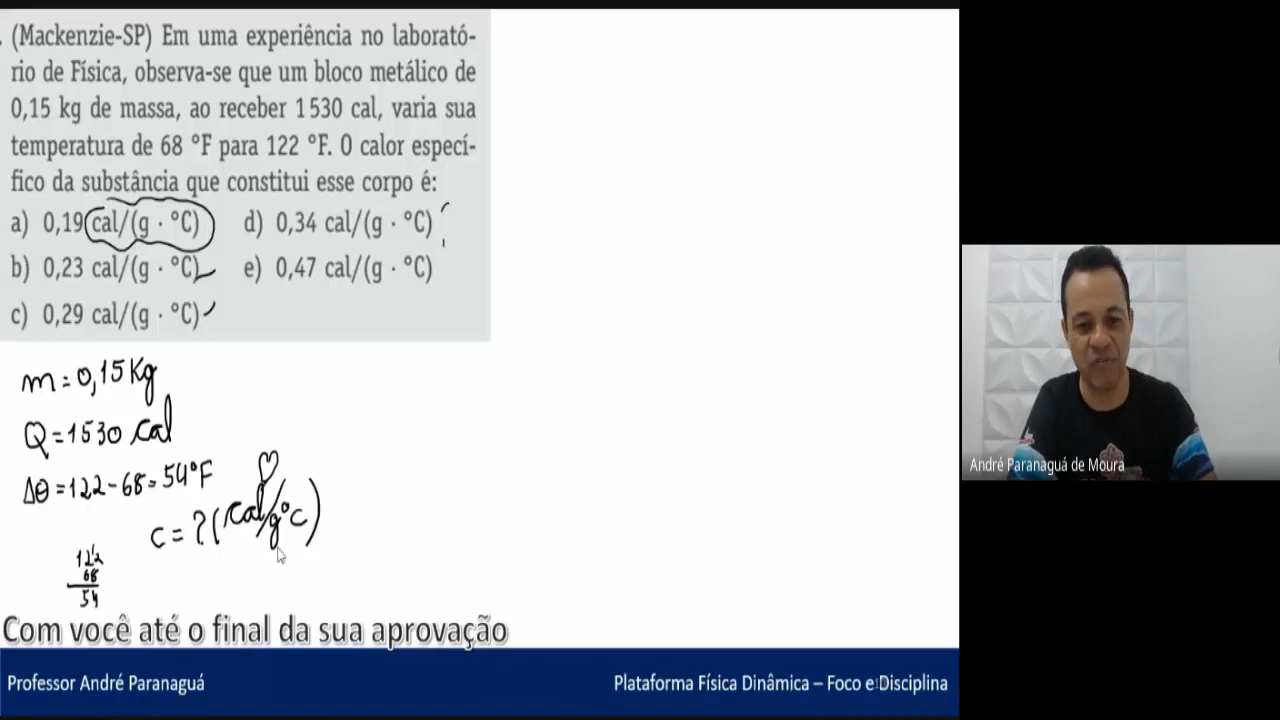 . (Mackenzie-SP) Em uma experiência no laborató-
rio de Física, observa-se que um bloco metálico de
0,15 kg de massa, ao receber 1 530 cal, varia sua
temperatura de 68 °F para 122 °F. O calor especí-
fico da substância que constitui esse corpo é:
a) 0,19 cal/(g · °C) d) 0,34 cal/(g · °C)
b) 0,23 cal/(g · °C) e) 0,47 cal/(g · °C)
c) 0,29 cal/(g · °C)
m = 0,15 Kg
Q = 1530 cal
Δθ = 122 - 68 = 54°F
c = ? (cal/g°C)
122
68
54
Com você até o final da sua aprovação
Professor André Paranaguá
Plataforma Física Dinâmica – Foco e Disciplina
André Paranaguá de Moura